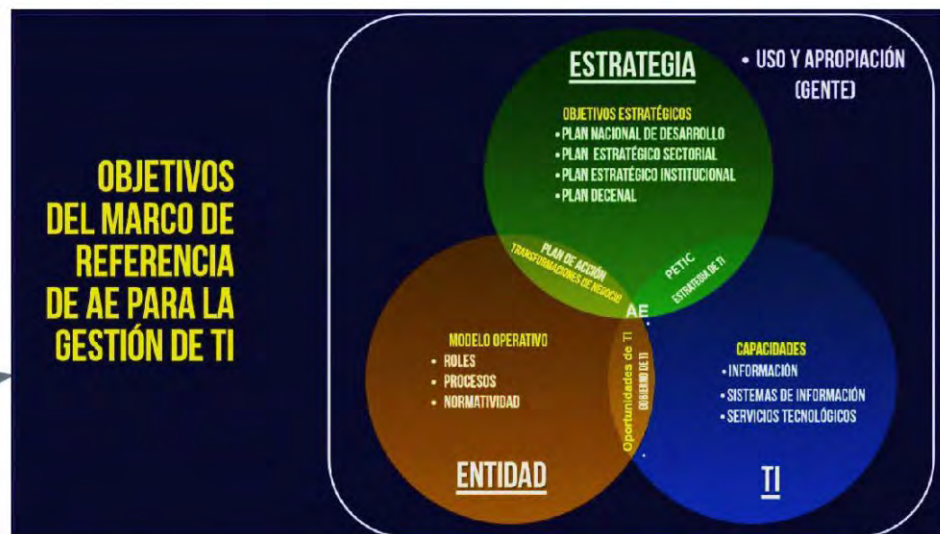 OBJETIVOS
DEL MARCO DE
REFERENCIA
DE AE PARA LA
GESTIÓN DE TI
ESTRATEGIA
• USO Y APROPIACIÓN
(GENTE)
OBJETIVOS ESTRATÉGICOS
• PLAN NACIONAL DE DESARROLLO
• PLAN ESTRATÉGICO SECTORIAL
• PLAN ESTRATÉGICO INSTITUCIONAL
• PLAN DECENAL
PLAN DE ACCIÓN
TRANSFORMACIONES DE NEGOCIO
PETIC
ESTRATEGIA DE TI
AE
Oportunidades de TI
GOBIERNO DE TI
MODELO OPERATIVO
• ROLES
• PROCESOS
• NORMATIVIDAD
ENTIDAD
CAPACIDADES
• INFORMACIÓN
• SISTEMAS DE INFORMACIÓN
• SERVICIOS TECNOLÓGICOS
TI